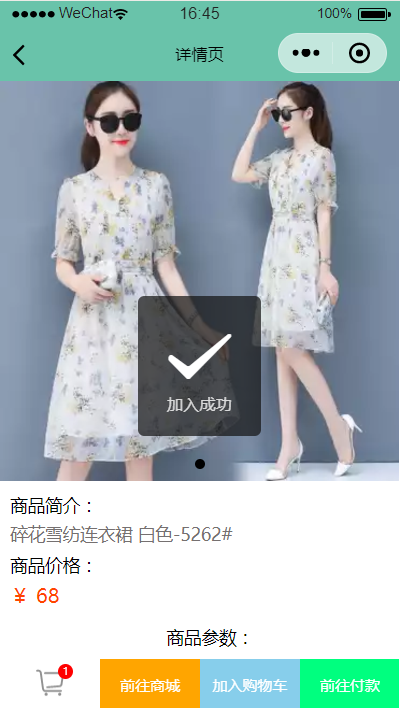 WeChat 16:45 100%
详情页
加入成功
商品简介：
碎花雪纺连衣裙 白色-5262#
商品价格：
￥ 68
商品参数：
1 前往商城 加入购物车 前往付款